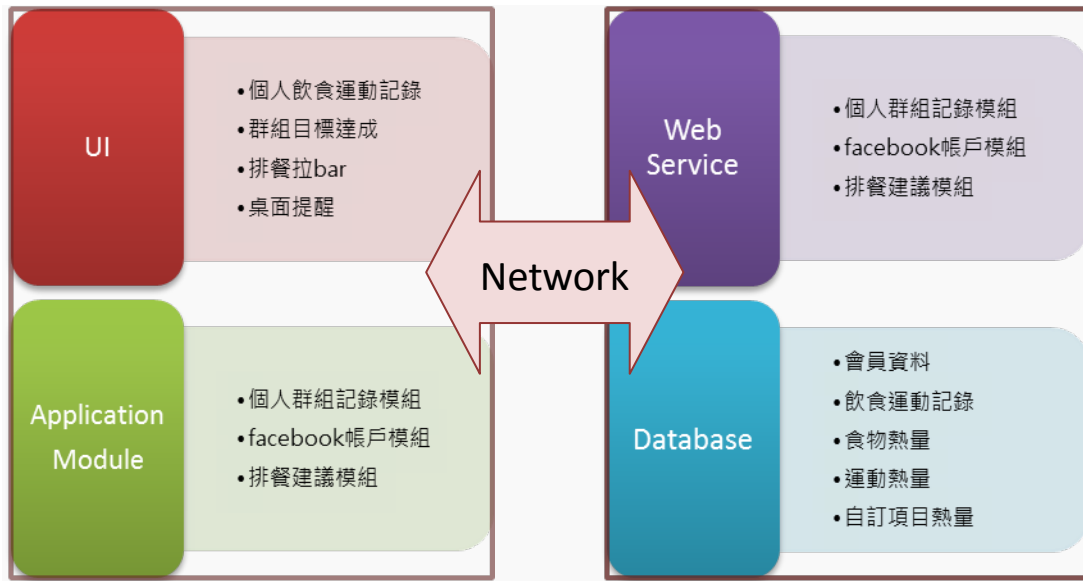 UI
•個人飲食運動記錄
•群組目標達成
•排餐拉bar
•桌面提醒
Application
Module
•個人群組記錄模組
•facebook帳戶模組
•排餐建議模組
Network
Web
Service
•個人群組記錄模組
•facebook帳戶模組
•排餐建議模組
Database
•會員資料
•飲食運動記錄
•食物熱量
•運動熱量
•自訂項目熱量